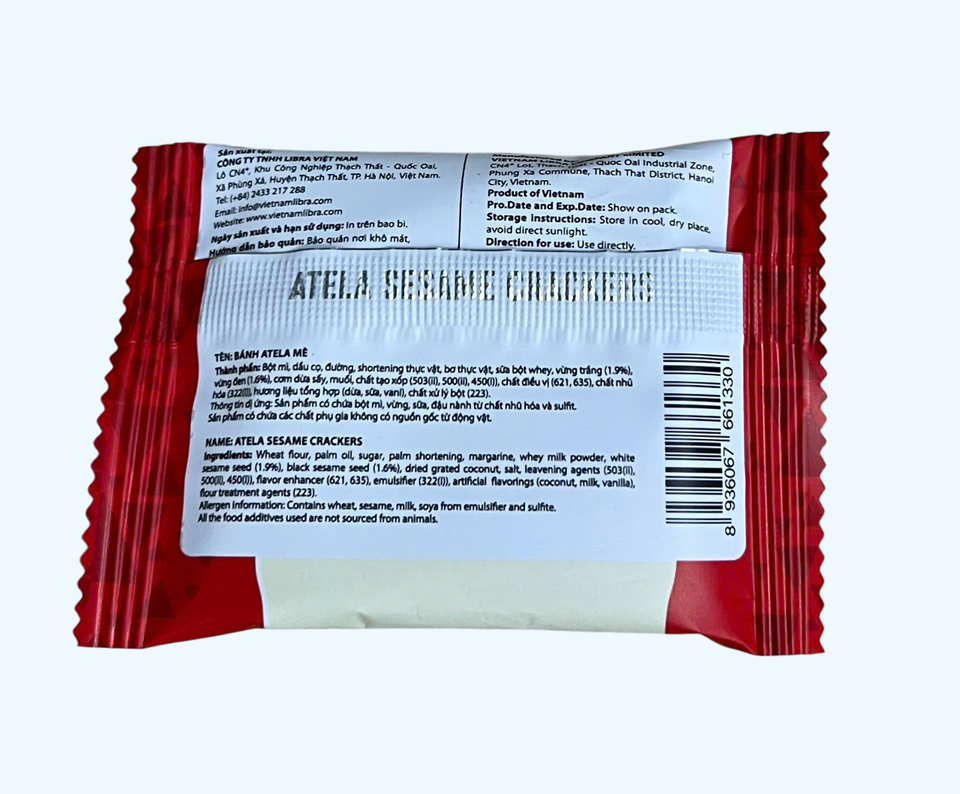 Sản xuất tại:
CÔNG TY TNHH LIBRA VIỆT NAM
Lô CN4*, Khu Công Nghiệp Thạch Thất - Quốc Oai,
Xã Phùng Xá, Huyện Thạch Thất, TP. Hà Nội, Việt Nam.
Tel: (+84) 2433 217 288
Email: info@vietnamlibra.com
Website: www.vietnamlibra.com
Ngày sản xuất và hạn sử dụng: In trên bao bì.
Hướng dẫn bảo quản: Bảo quản nơi khô mát,
LIMITED
CN4* Lot, Quoc Oai Industrial Zone,
Phung Xa Commune, Thach That District, Hanoi
City, Vietnam.
Product of Vietnam
Pro.Date and Exp.Date: Show on pack.
Storage Instructions: Store in cool, dry place,
avoid direct sunlight.
Direction for use: Use directly.
ATELA SESAME CRACKERS
TÊN: BÁNH ATELA MÈ
Thành phần: Bột mì, dầu cọ, đường, shortening thực vật, bơ thực vật, sữa bột whey, vừng trắng (1.9%),
vừng đen (1.6%), cơm dừa sấy, muối, chất tạo xốp (503(ii), 500(ii), 450(i)), chất điều vị (621, 635), chất nhũ
hóa (322(i)), hương liệu tổng hợp (dừa, sữa, vani), chất xử lý bột (223).
Thông tin dị ứng: Sản phẩm có chứa bột mì, vừng, sữa, đậu nành từ chất nhũ hóa và sulfit.
Sản phẩm có chứa các chất phụ gia không có nguồn gốc từ động vật.
NAME: ATELA SESAME CRACKERS
Ingredients: Wheat flour, palm oil, sugar, palm shortening, margarine, whey milk powder, white
sesame seed (1.9%), black sesame seed (1.6%), dried grated coconut, salt, leavening agents (503(ii),
500(ii), 450(i)), flavor enhancer (621, 635), emulsifier (322(i)), artificial flavorings (coconut, milk, vanilla),
flour treatment agents (223).
Allergen Information: Contains wheat, sesame, milk, soya from emulsifier and sulfite.
All the food additives used are not sourced from animals.
8 936067 661330